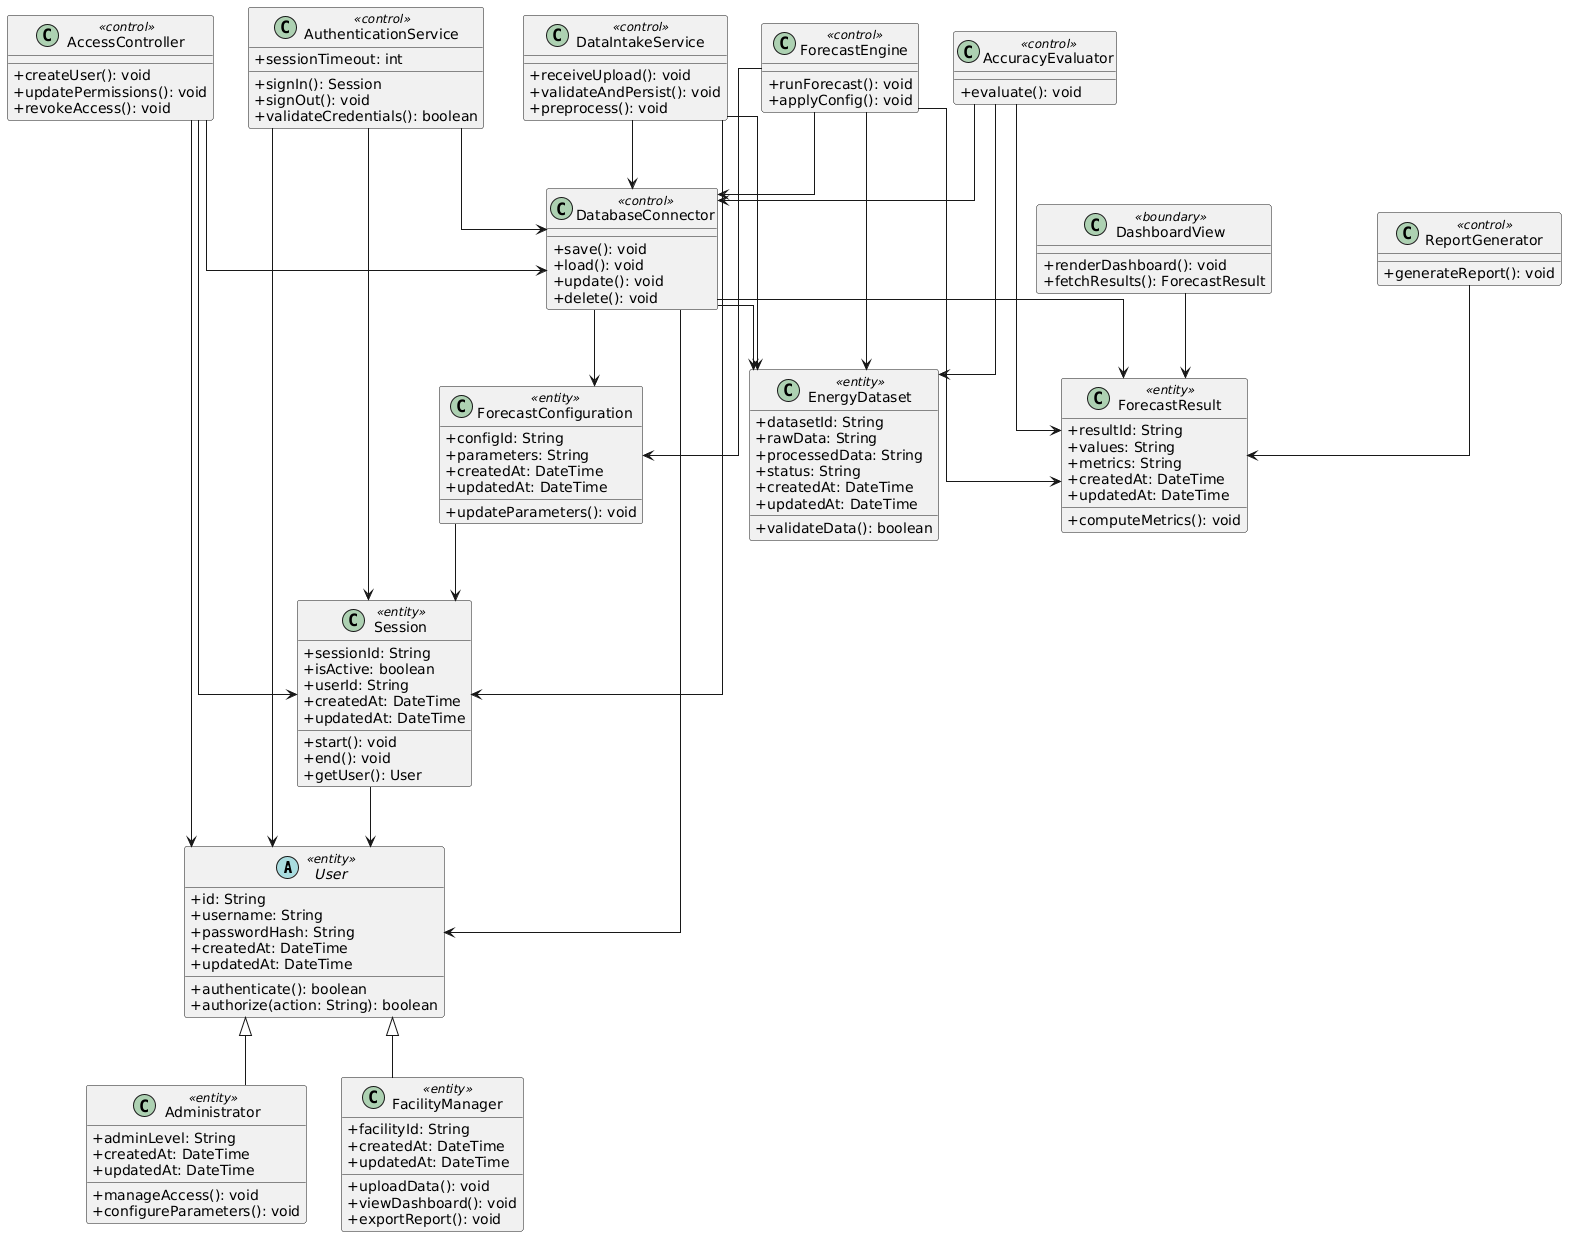 C
«control»
AccessController
+createUser(): void
+updatePermissions(): void
+revokeAccess(): void
C
«control»
AuthenticationService
+sessionTimeout: int
+signIn(): Session
+signOut(): void
+validateCredentials(): boolean
C
«control»
DataIntakeService
+receiveUpload(): void
+validateAndPersist(): void
+preprocess(): void
C
«control»
ForecastEngine
+runForecast(): void
+applyConfig(): void
C
«control»
AccuracyEvaluator
+evaluate(): void
C
«control»
DatabaseConnector
+save(): void
+load(): void
+update(): void
+delete(): void
C
«boundary»
DashboardView
+renderDashboard(): void
+fetchResults(): ForecastResult
C
«control»
ReportGenerator
+generateReport(): void
C
«entity»
ForecastConfiguration
+configId: String
+parameters: String
+createdAt: DateTime
+updatedAt: DateTime
+updateParameters(): void
C
«entity»
EnergyDataset
+datasetId: String
+rawData: String
+processedData: String
+status: String
+createdAt: DateTime
+updatedAt: DateTime
+validateData(): boolean
C
«entity»
ForecastResult
+resultId: String
+values: String
+metrics: String
+createdAt: DateTime
+updatedAt: DateTime
+computeMetrics(): void
C
«entity»
Session
+sessionId: String
+isActive: boolean
+userId: String
+createdAt: DateTime
+updatedAt: DateTime
+start(): void
+end(): void
+getUser(): User
A
«entity»
User
+id: String
+username: String
+passwordHash: String
+createdAt: DateTime
+updatedAt: DateTime
+authenticate(): boolean
+authorize(action: String): boolean
C
«entity»
Administrator
+adminLevel: String
+createdAt: DateTime
+updatedAt: DateTime
+manageAccess(): void
+configureParameters(): void
C
«entity»
FacilityManager
+facilityId: String
+createdAt: DateTime
+updatedAt: DateTime
+uploadData(): void
+viewDashboard(): void
+exportReport(): void